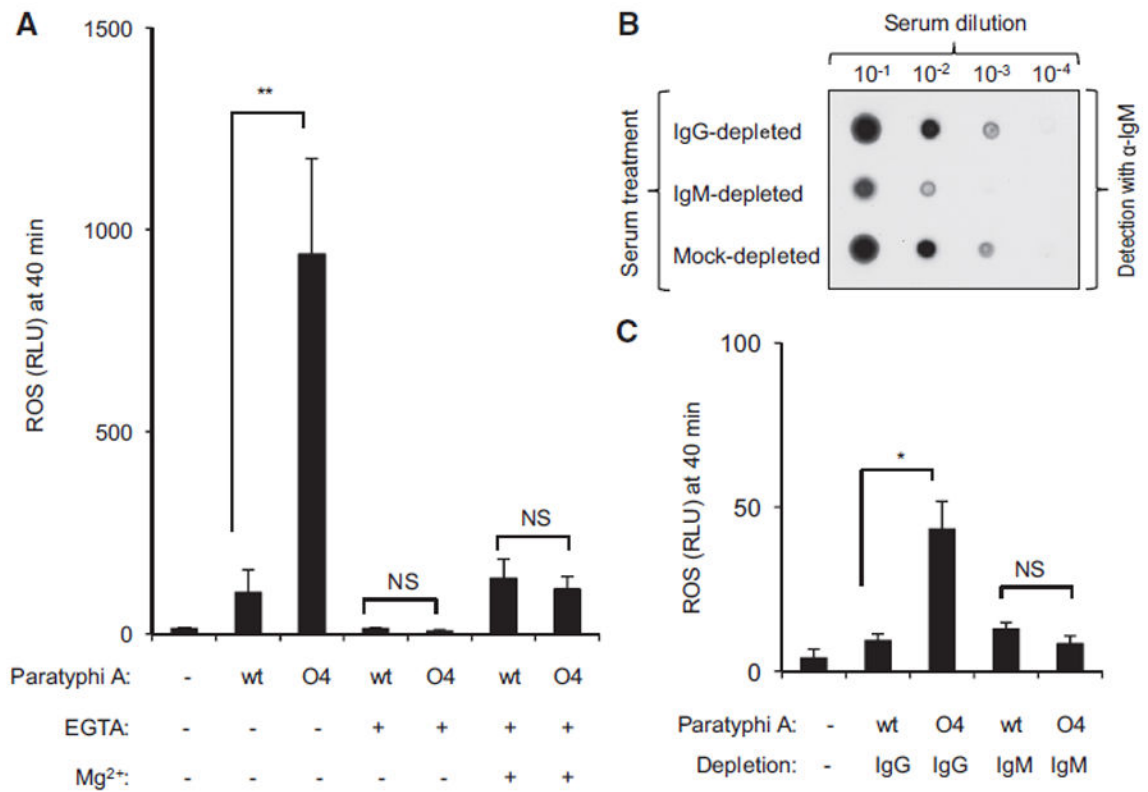 A
ROS (RLU) at 40 min
1500
1000
500
0
**
NS
NS
Paratyphi A: - wt O4 wt O4 wt O4
EGTA: - - - + + + +
Mg2+: - - - - - + +
B
Serum dilution
10-1 10-2 10-3 10-4
Serum treatment
IgG-depleted
IgM-depleted
Mock-depleted
Detection with α-IgM
C
ROS (RLU) at 40 min
100
50
0
*
NS
Paratyphi A: - wt O4 wt O4
Depletion: - IgG IgG IgM IgM